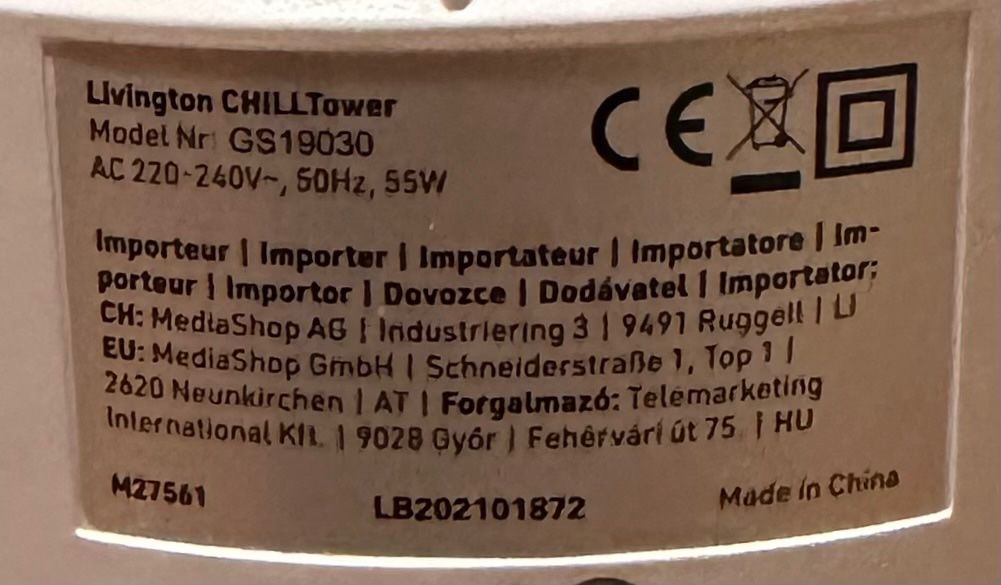 Livington CHILLTower
Model Nr: GS19030
AC 220-240V~, 50Hz, 55W
CE
Importeur | Importer | Importateur | Importatore | Im-
porteur | Importor | Dovozce | Dodávatel | Importator:
CH: MediaShop AG | Industriering 3 | 9491 Ruggell | LI
EU: MediaShop GmbH | Schneiderstraße 1, Top 1 |
2620 Neunkirchen | AT | Forgalmazó: Telemarketing
International Kft. | 9028 Győr | Fehérvári út 75. | HU
M27561
LB202101872
Made in China